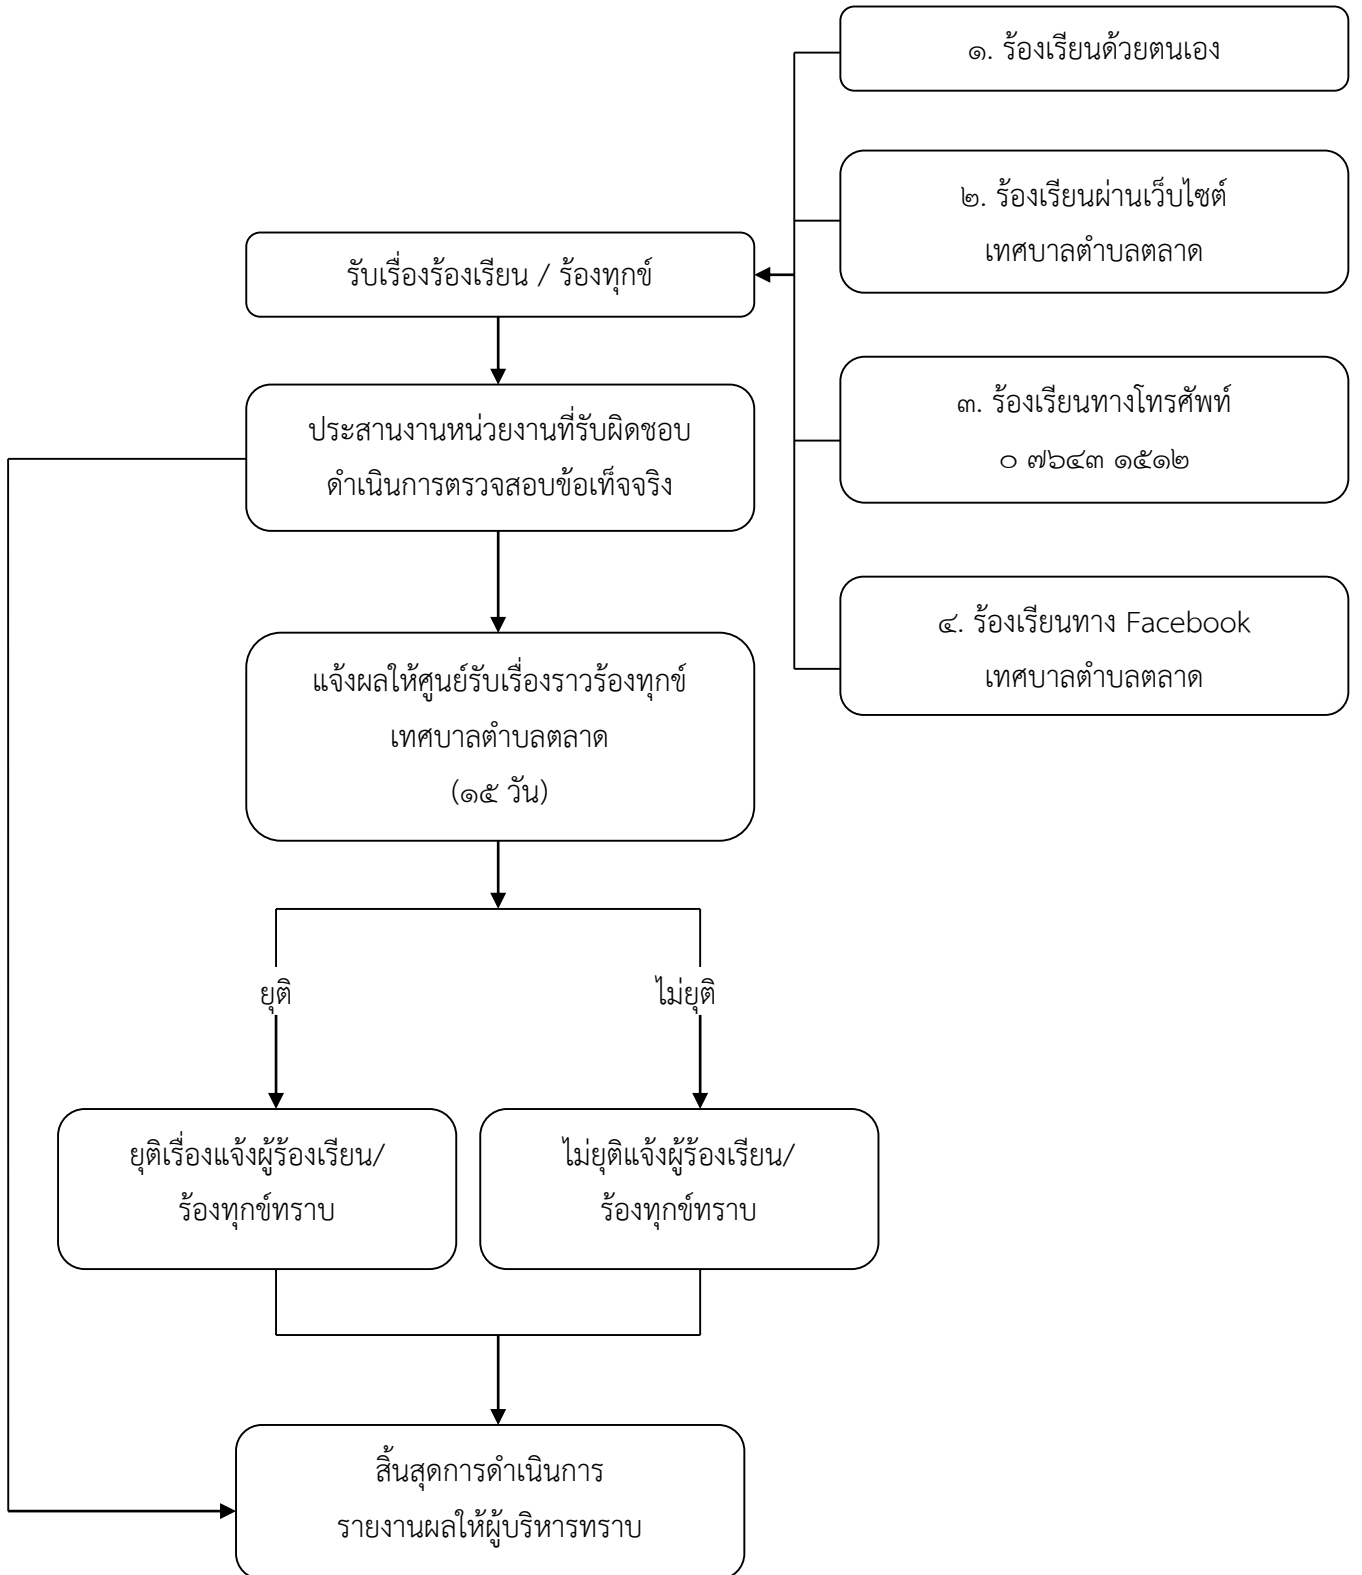 ๑. ร้องเรียนด้วยตนเอง
๒. ร้องเรียนผ่านเว็บไซต์
เทศบาลตำบลตลาด
รับเรื่องร้องเรียน / ร้องทุกข์
๓. ร้องเรียนทางโทรศัพท์
๐ ๗๖๔๓ ๑๕๑๒
ประสานงานหน่วยงานที่รับผิดชอบ
ดำเนินการตรวจสอบข้อเท็จจริง
๔. ร้องเรียนทาง Facebook
เทศบาลตำบลตลาด
แจ้งผลให้ศูนย์รับเรื่องราวร้องทุกข์
เทศบาลตำบลตลาด
(๑๕ วัน)
ยุติ
ไม่ยุติ
ยุติเรื่องแจ้งผู้ร้องเรียน/
ร้องทุกข์ทราบ
ไม่ยุติแจ้งผู้ร้องเรียน/
ร้องทุกข์ทราบ
สิ้นสุดการดำเนินการ
รายงานผลให้ผู้บริหารทราบ